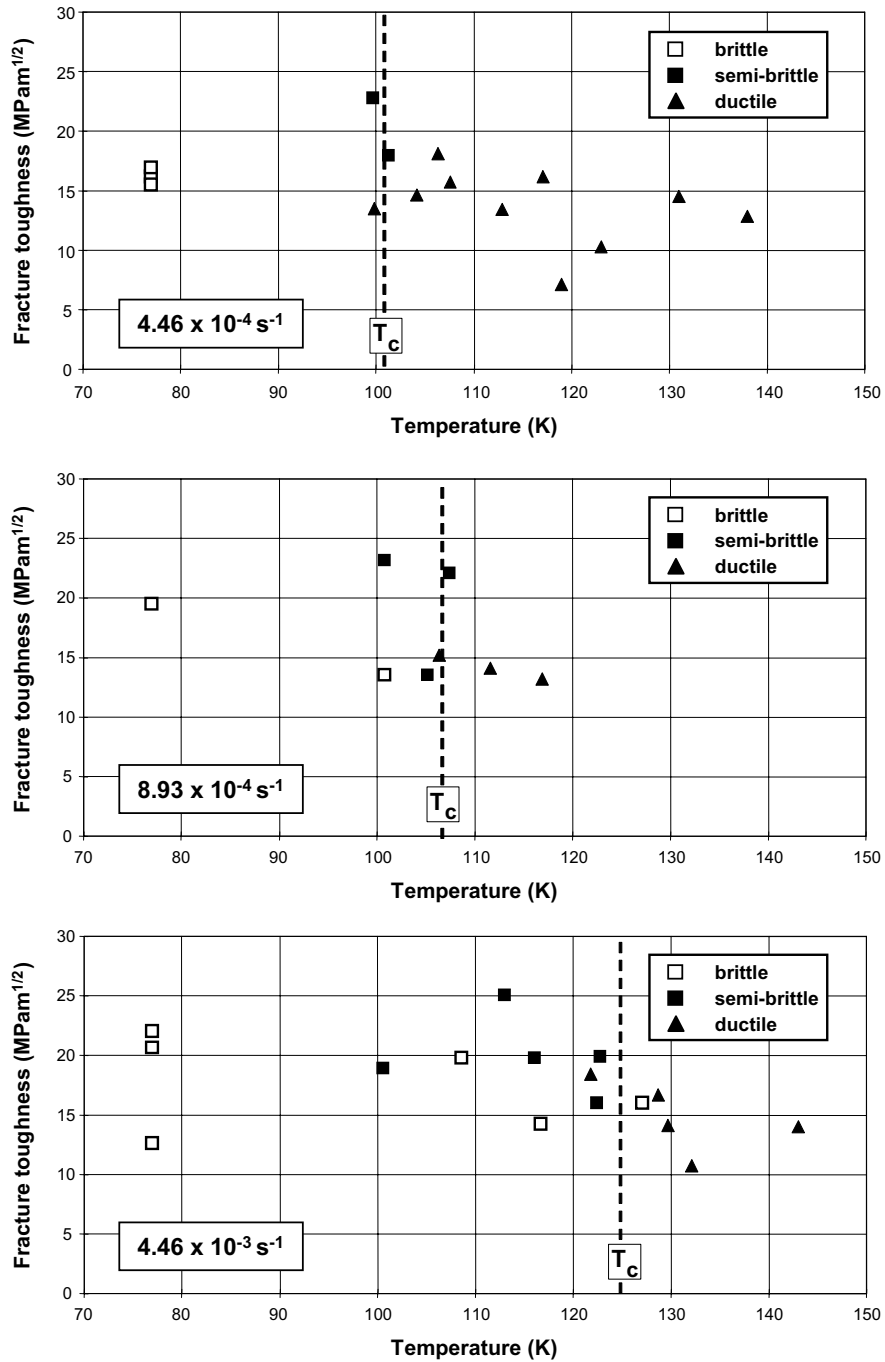 30
25
20
15
10
5
0
Fracture toughness (MPam1/2)
brittle
semi-brittle
ductile
4.46 x 10-4 s-1
Tc
70 80 90 100 110 120 130 140 150
Temperature (K)
30
25
20
15
10
5
0
Fracture toughness (MPam1/2)
brittle
semi-brittle
ductile
8.93 x 10-4 s-1
Tc
70 80 90 100 110 120 130 140 150
Temperature (K)
30
25
20
15
10
5
0
Fracture toughness (MPam1/2)
brittle
semi-brittle
ductile
4.46 x 10-3 s-1
Tc
70 80 90 100 110 120 130 140 150
Temperature (K)